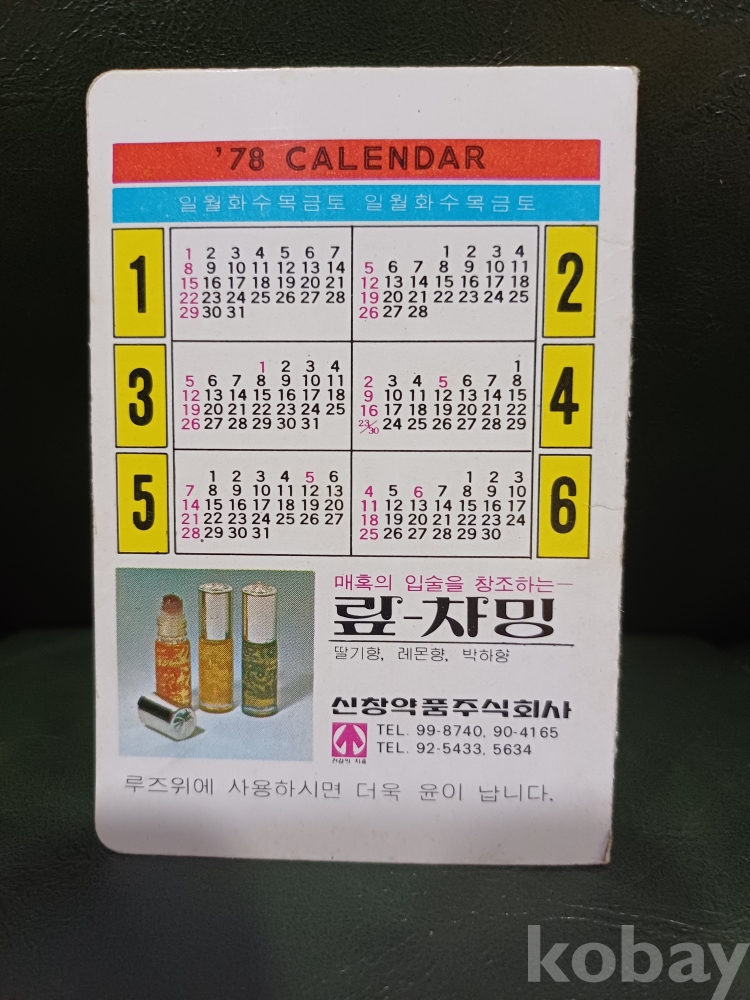 '78 CALENDAR
일월화수목금토 일월화수목금토
1
1 2 3 4 5 6 7
8 9 10 11 12 13 14
15 16 17 18 19 20 21
22 23 24 25 26 27 28
29 30 31
1 2 3 4
5 6 7 8 9 10 11
12 13 14 15 16 17 18
19 20 21 22 23 24 25
26 27 28
2
3
1 2 3 4
5 6 7 8 9 10 11
12 13 14 15 16 17 18
19 20 21 22 23 24 25
26 27 28 29 30 31
1
2 3 4 5 6 7 8
9 10 11 12 13 14 15
16 17 18 19 20 21 22
23/30 24 25 26 27 28 29
4
5
1 2 3 4 5 6
7 8 9 10 11 12 13
14 15 16 17 18 19 20
21 22 23 24 25 26 27
28 29 30 31
1 2 3
4 5 6 7 8 9 10
11 12 13 14 15 16 17
18 19 20 21 22 23 24
25 26 27 28 29 30
6
매혹의 입술을 창조하는—
맆-챠밍
딸기향, 레몬향, 박하향
신창약품주식회사
TEL. 99-8740, 90-4165
TEL. 92-5433, 5634
루즈위에 사용하시면 더욱 윤이 납니다.
kobay